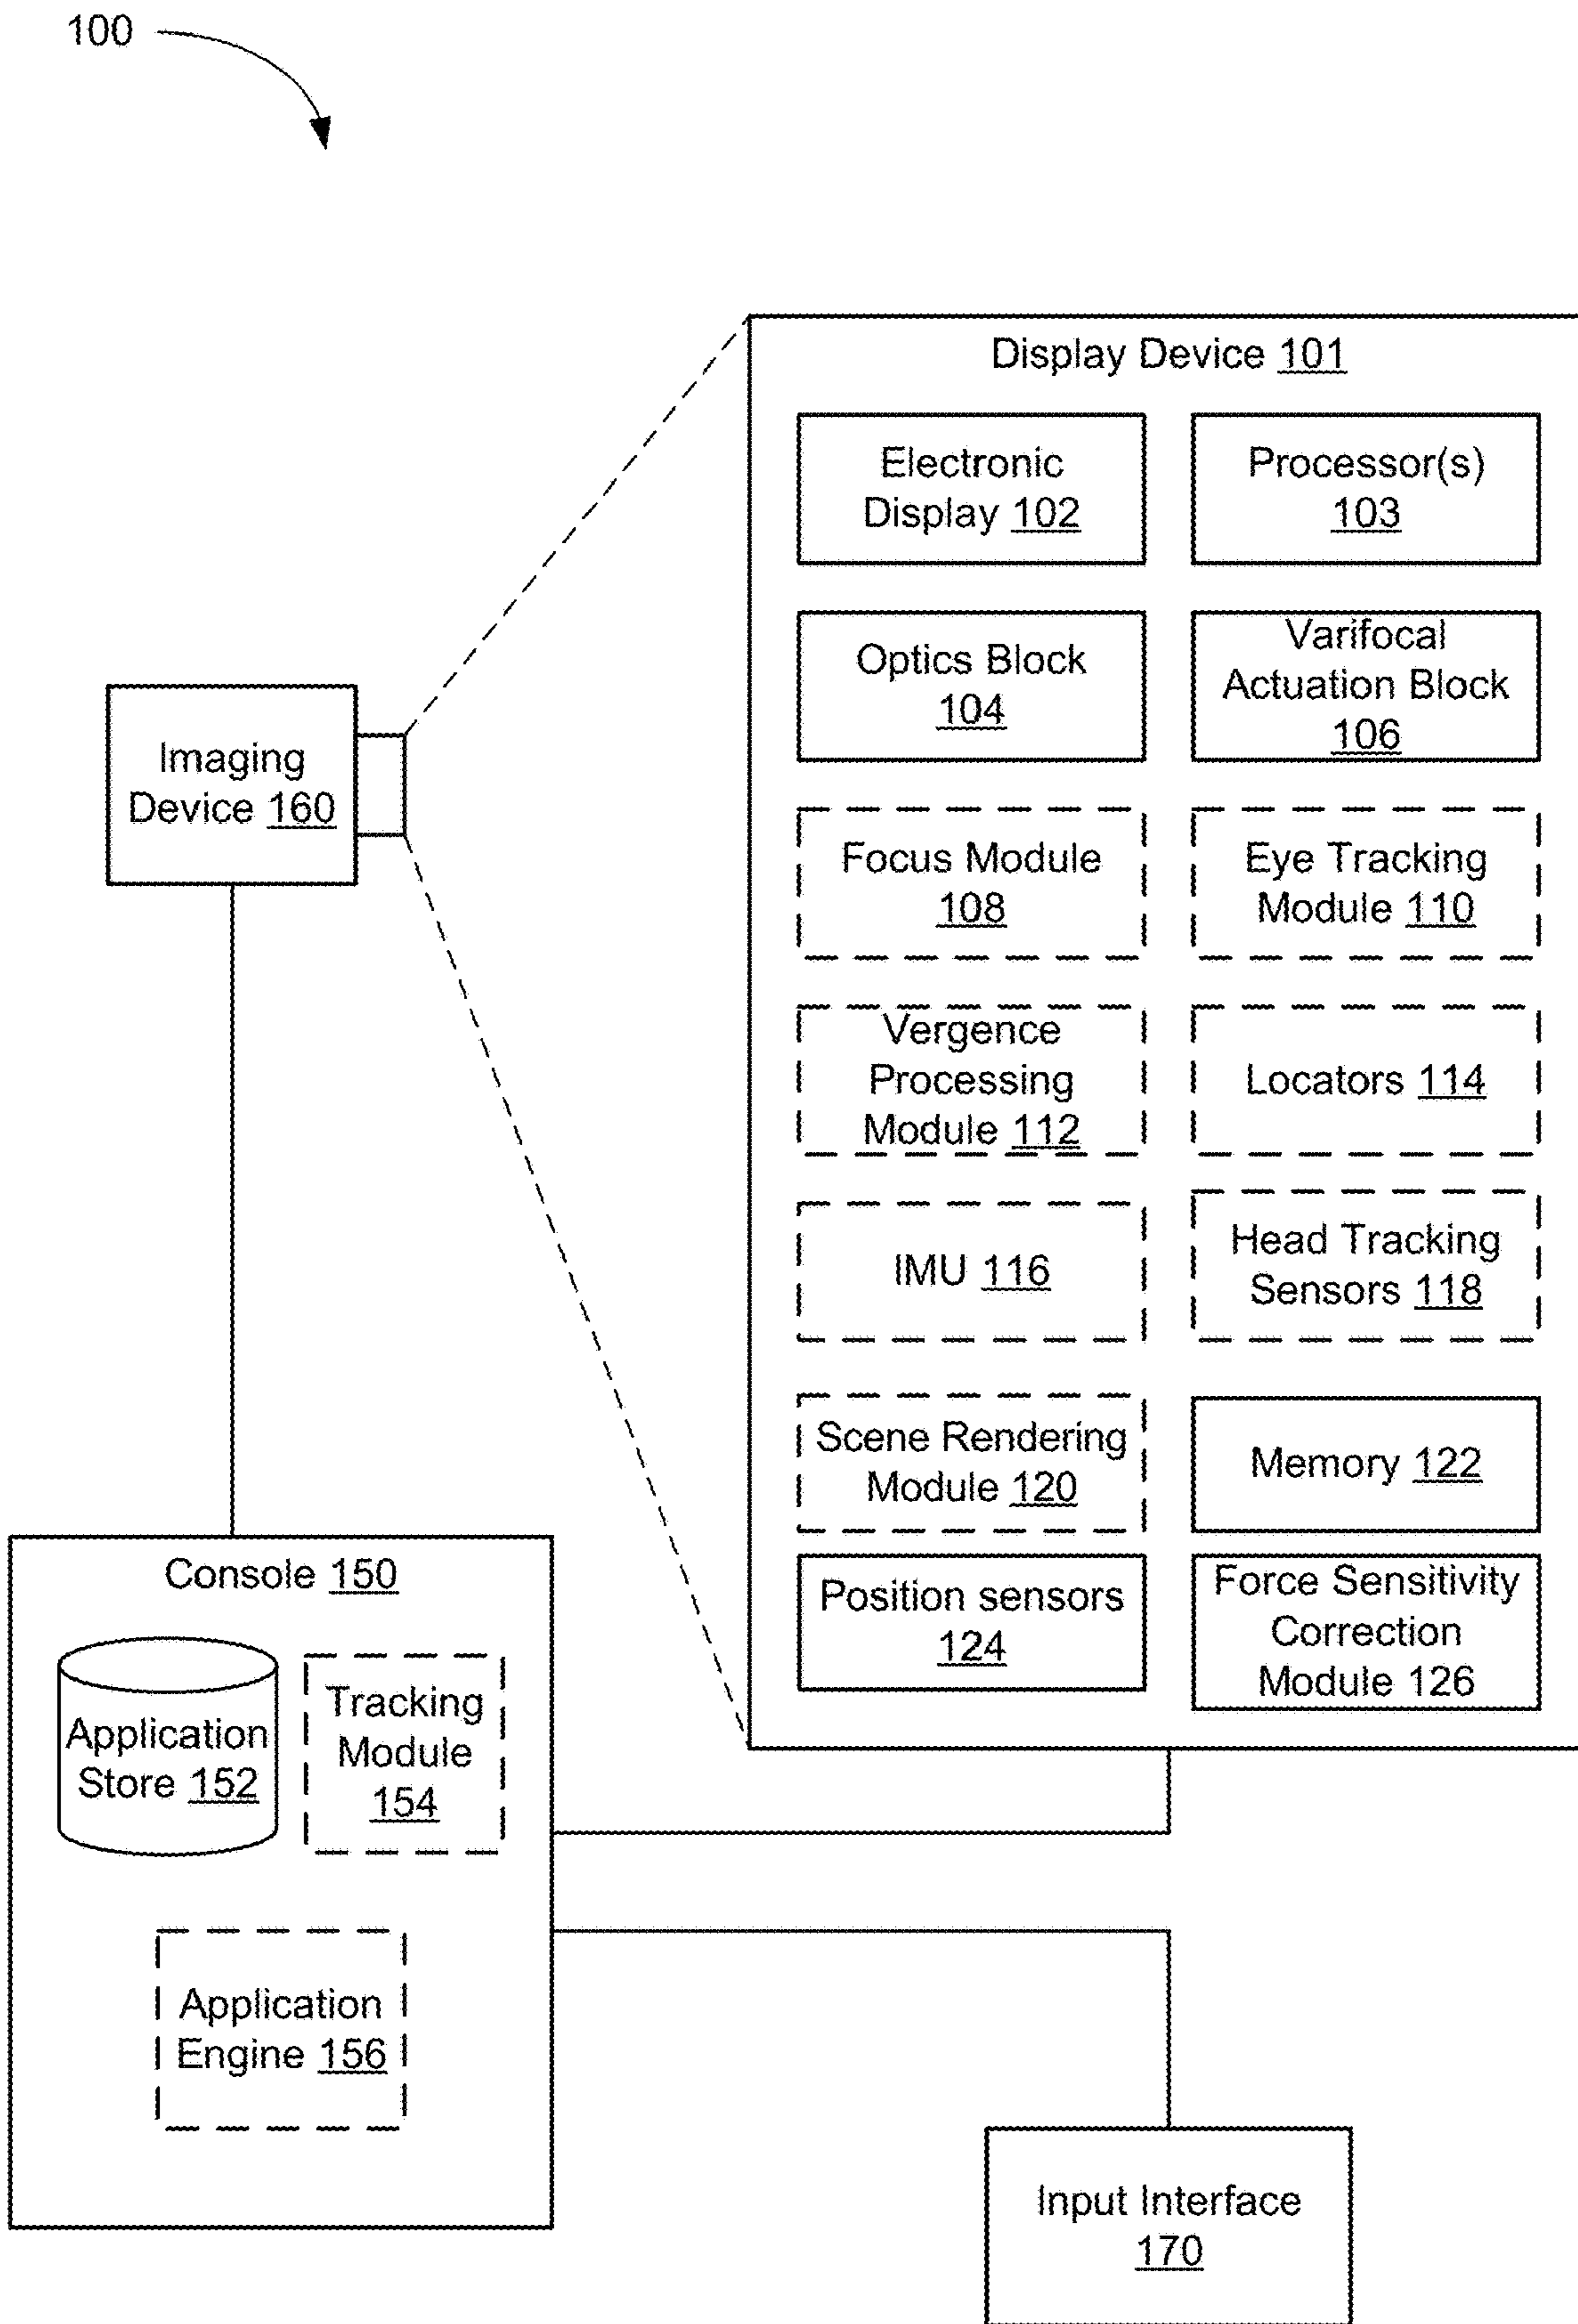 100
Display Device 101
Electronic
Display 102
Processor(s)
103
Optics Block
104
Varifocal
Actuation Block
106
Imaging
Device 160
Focus Module
108
Eye Tracking
Module 110
Vergence
Processing
Module 112
Locators 114
IMU 116
Head Tracking
Sensors 118
Scene Rendering
Module 120
Memory 122
Position sensors
124
Force Sensitivity
Correction
Module 126
Console 150
Application
Store 152
Tracking
Module
154
Application
Engine 156
Input Interface
170